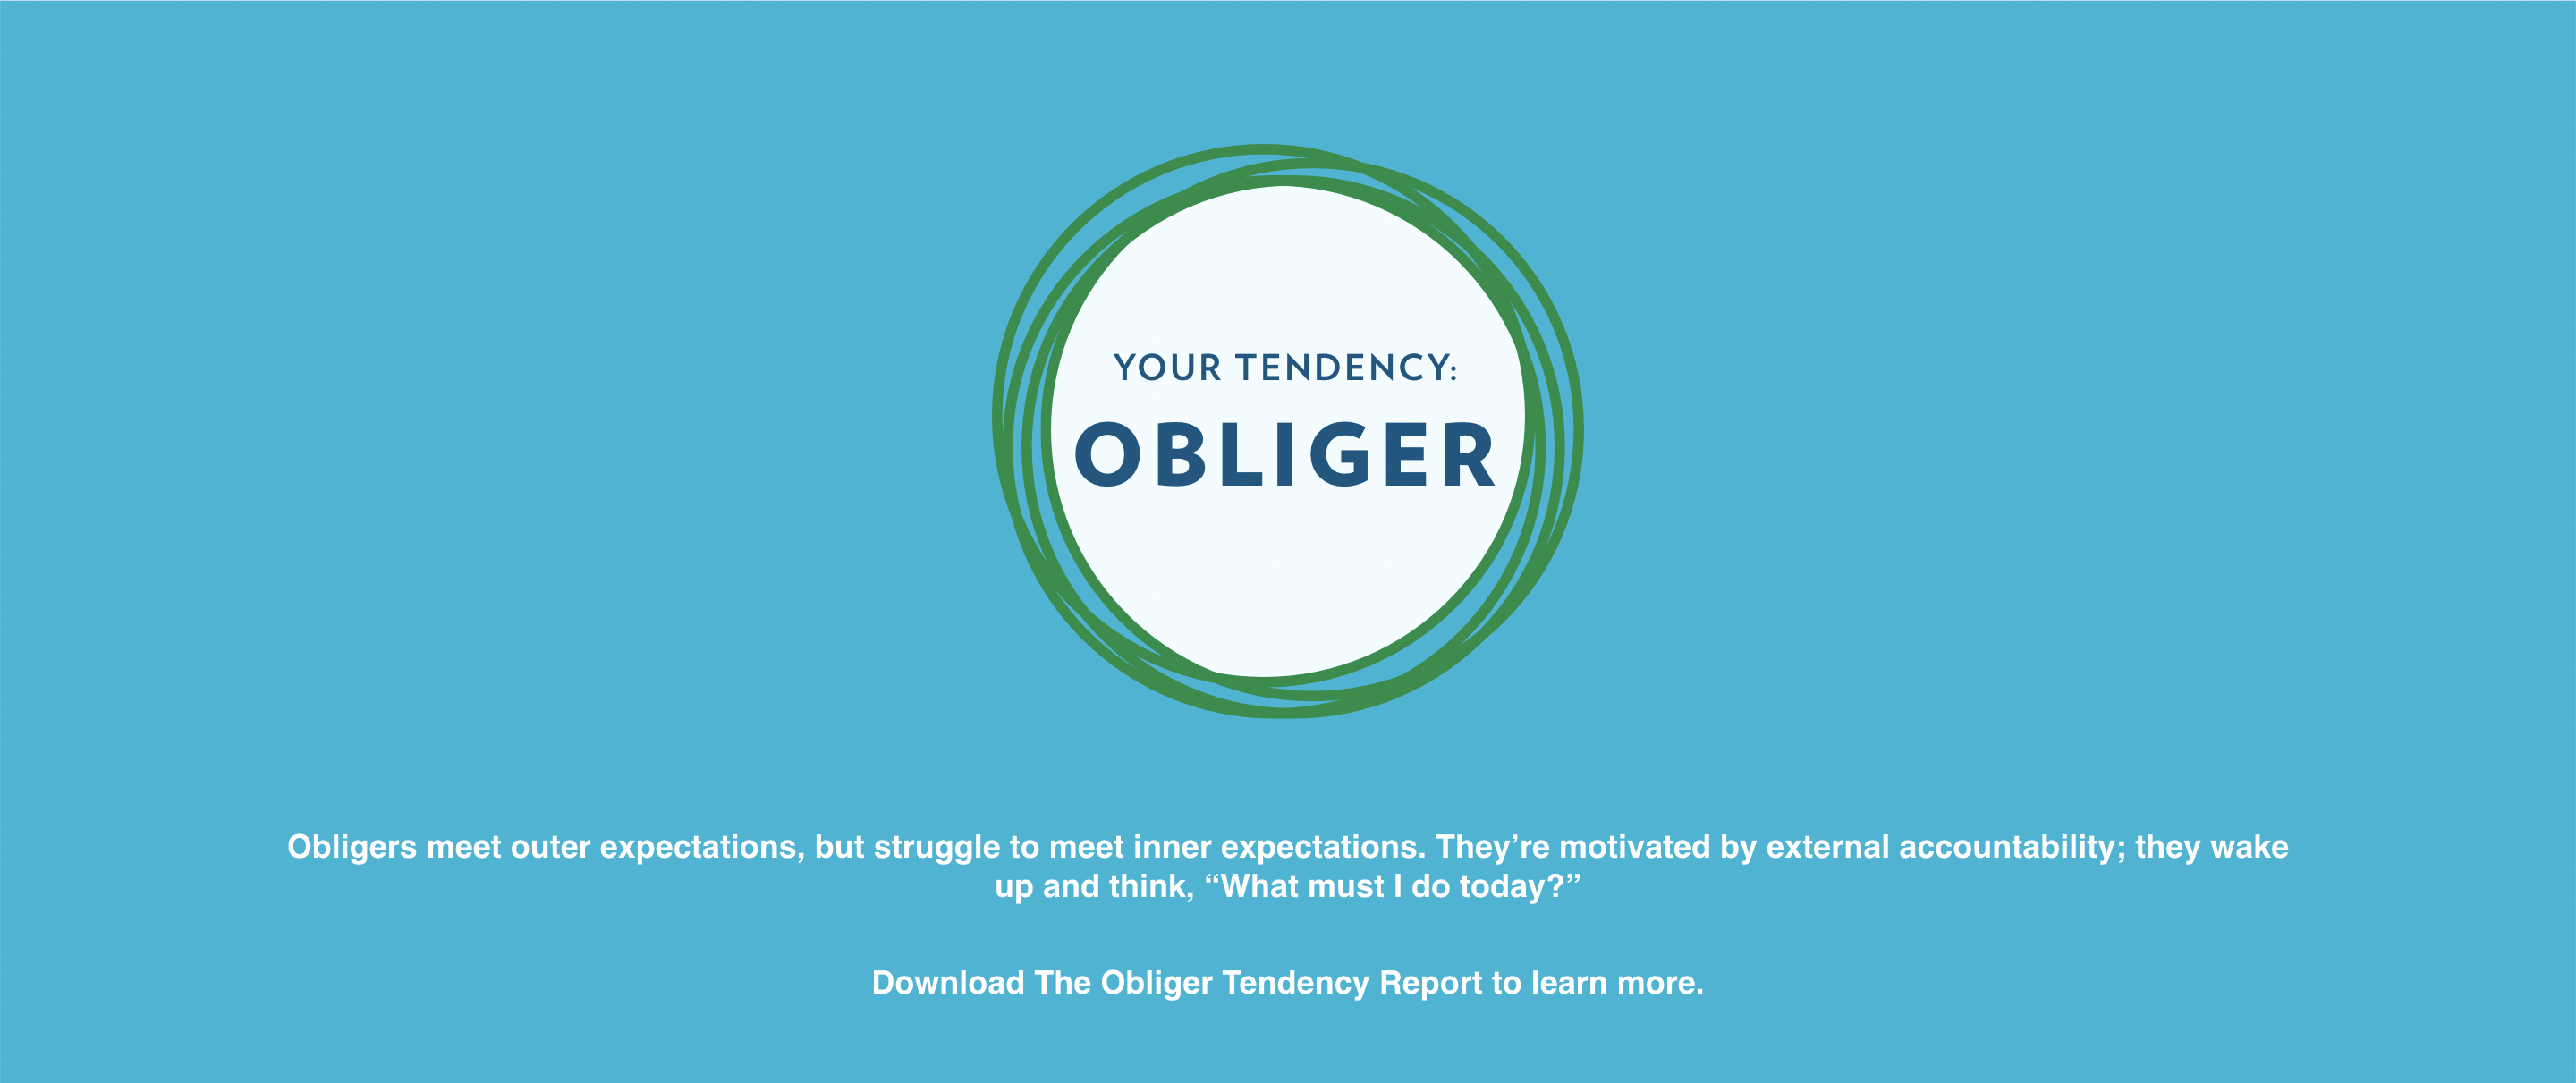 YOUR TENDENCY:
OBLIGER
Obligers meet outer expectations, but struggle to meet inner expectations. They’re motivated by external accountability; they wake
up and think, “What must I do today?”
Download The Obliger Tendency Report to learn more.